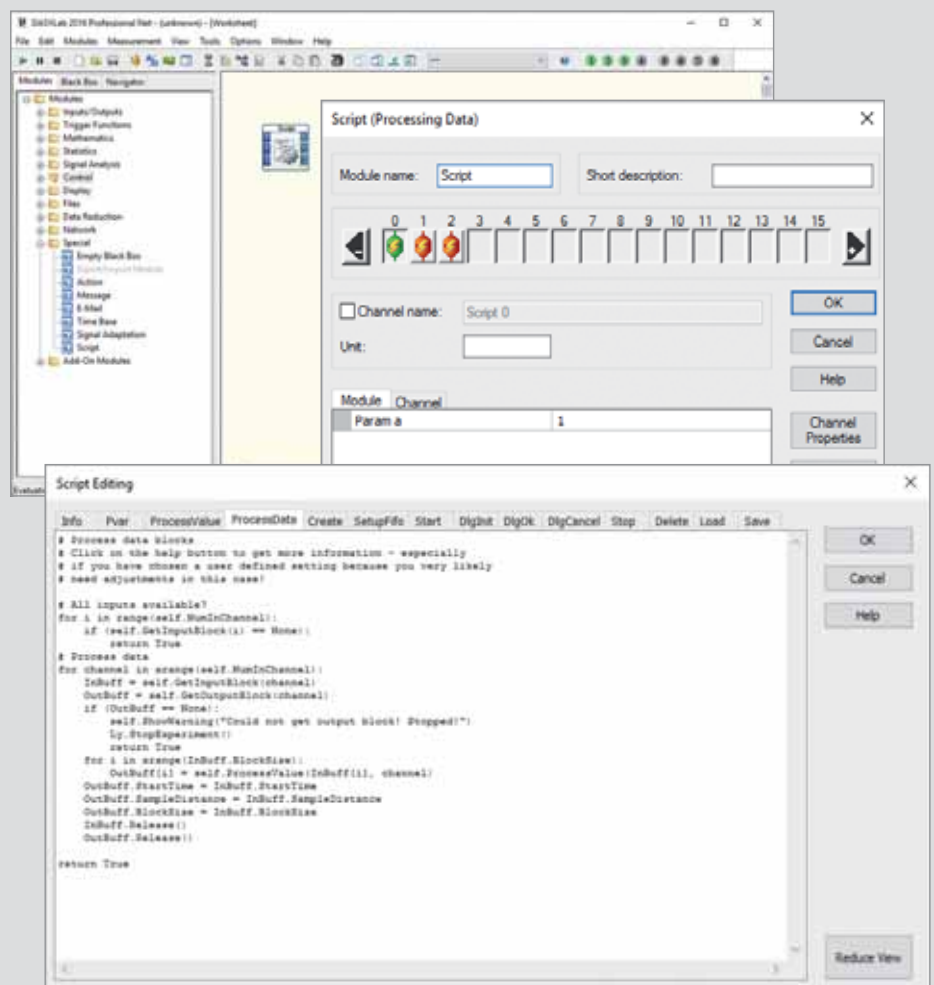 DASYLab 2016 Professional Net - (unknown) - [Worksheet]
File Edit Modules Measurement View Tools Options Window Help
Modules Black Box Navigator
Modules
Inputs/Outputs
Trigger Functions
Mathematics
Statistics
Signal Analysis
Control
Display
Files
Data Reduction
Network
Special
Empty Black Box
Export/Import Module
Action
Message
E-Mail
Time Base
Signal Adaptation
Script
Add-On Modules
Script
Script (Processing Data)
Module name: Script Short description:
0 1 2 3 4 5 6 7 8 9 10 11 12 13 14 15
Channel name: Script 0
Unit:
OK
Cancel
Help
Channel Properties
Module Channel
Param a 1
Script Editing
Info Pvar ProcessValue ProcessData Create SetupFifo Start DlgInit DlgOk DlgCancel Stop Delete Load Save
# Process data blocks
# Click on the help button to get more information - especially
# if you have chosen a user defined setting because you very likely
# need adjustments in this case!
# All inputs available?
for i in range(self.NumInChannel):
if (self.GetInputBlock(i) == None):
return True
# Process data
for channel in xrange(self.NumInChannel):
InBuff = self.GetInputBlock(channel)
OutBuff = self.GetOutputBlock(channel)
if (OutBuff == None):
self.ShowWarning("Could not get output block! Stopped!")
Ly.StopExperiment()
return True
for i in xrange(InBuff.BlockSize):
OutBuff[i] = self.ProcessValue(InBuff[i], channel)
OutBuff.StartTime = InBuff.StartTime
OutBuff.SampleDistance = InBuff.SampleDistance
OutBuff.BlockSize = InBuff.BlockSize
InBuff.Release()
OutBuff.Release()
return True
OK
Cancel
Help
Reduce View